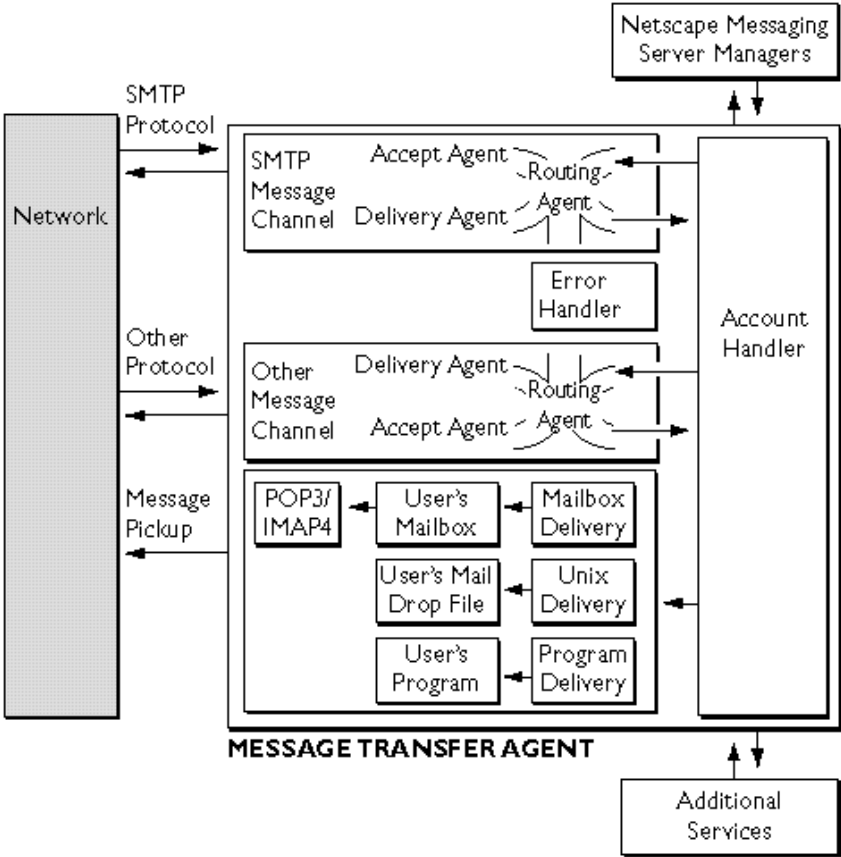 Netscape Messaging
Server Managers
SMTP
Protocol
Network
SMTP
Message
Channel
Accept Agent
Routing
Agent
Delivery Agent
Error
Handler
Account
Handler
Other
Protocol
Other
Message
Channel
Delivery Agent
Routing
Agent
Accept Agent
Message
Pickup
POP3/
IMAP4
User's
Mailbox
Mailbox
Delivery
User's Mail
Drop File
Unix
Delivery
User's
Program
Program
Delivery
MESSAGE TRANSFER AGENT
Additional
Services